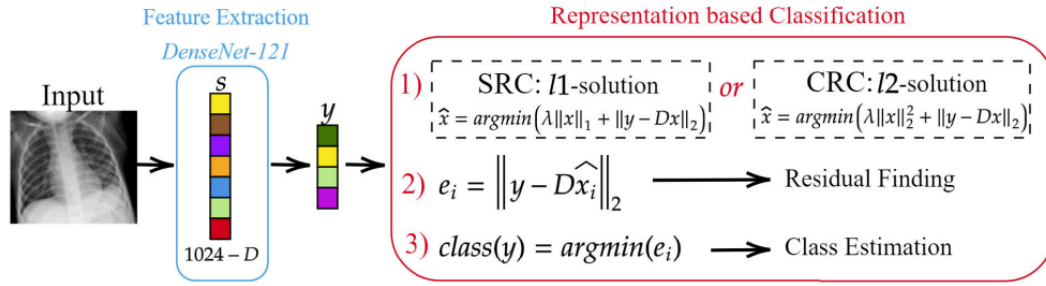 Feature Extraction
DenseNet-121
s
1024 – D
Input
y
Representation based Classification
1) SRC: l1-solution
x̂ = argmin(λ‖x‖₁ + ‖y − Dx‖₂)
or
CRC: l2-solution
x̂ = argmin(λ‖x‖₂² + ‖y − Dx‖₂)
2) eᵢ = ‖y − Dx̂ᵢ‖₂ Residual Finding
3) class(y) = argmin(eᵢ) Class Estimation